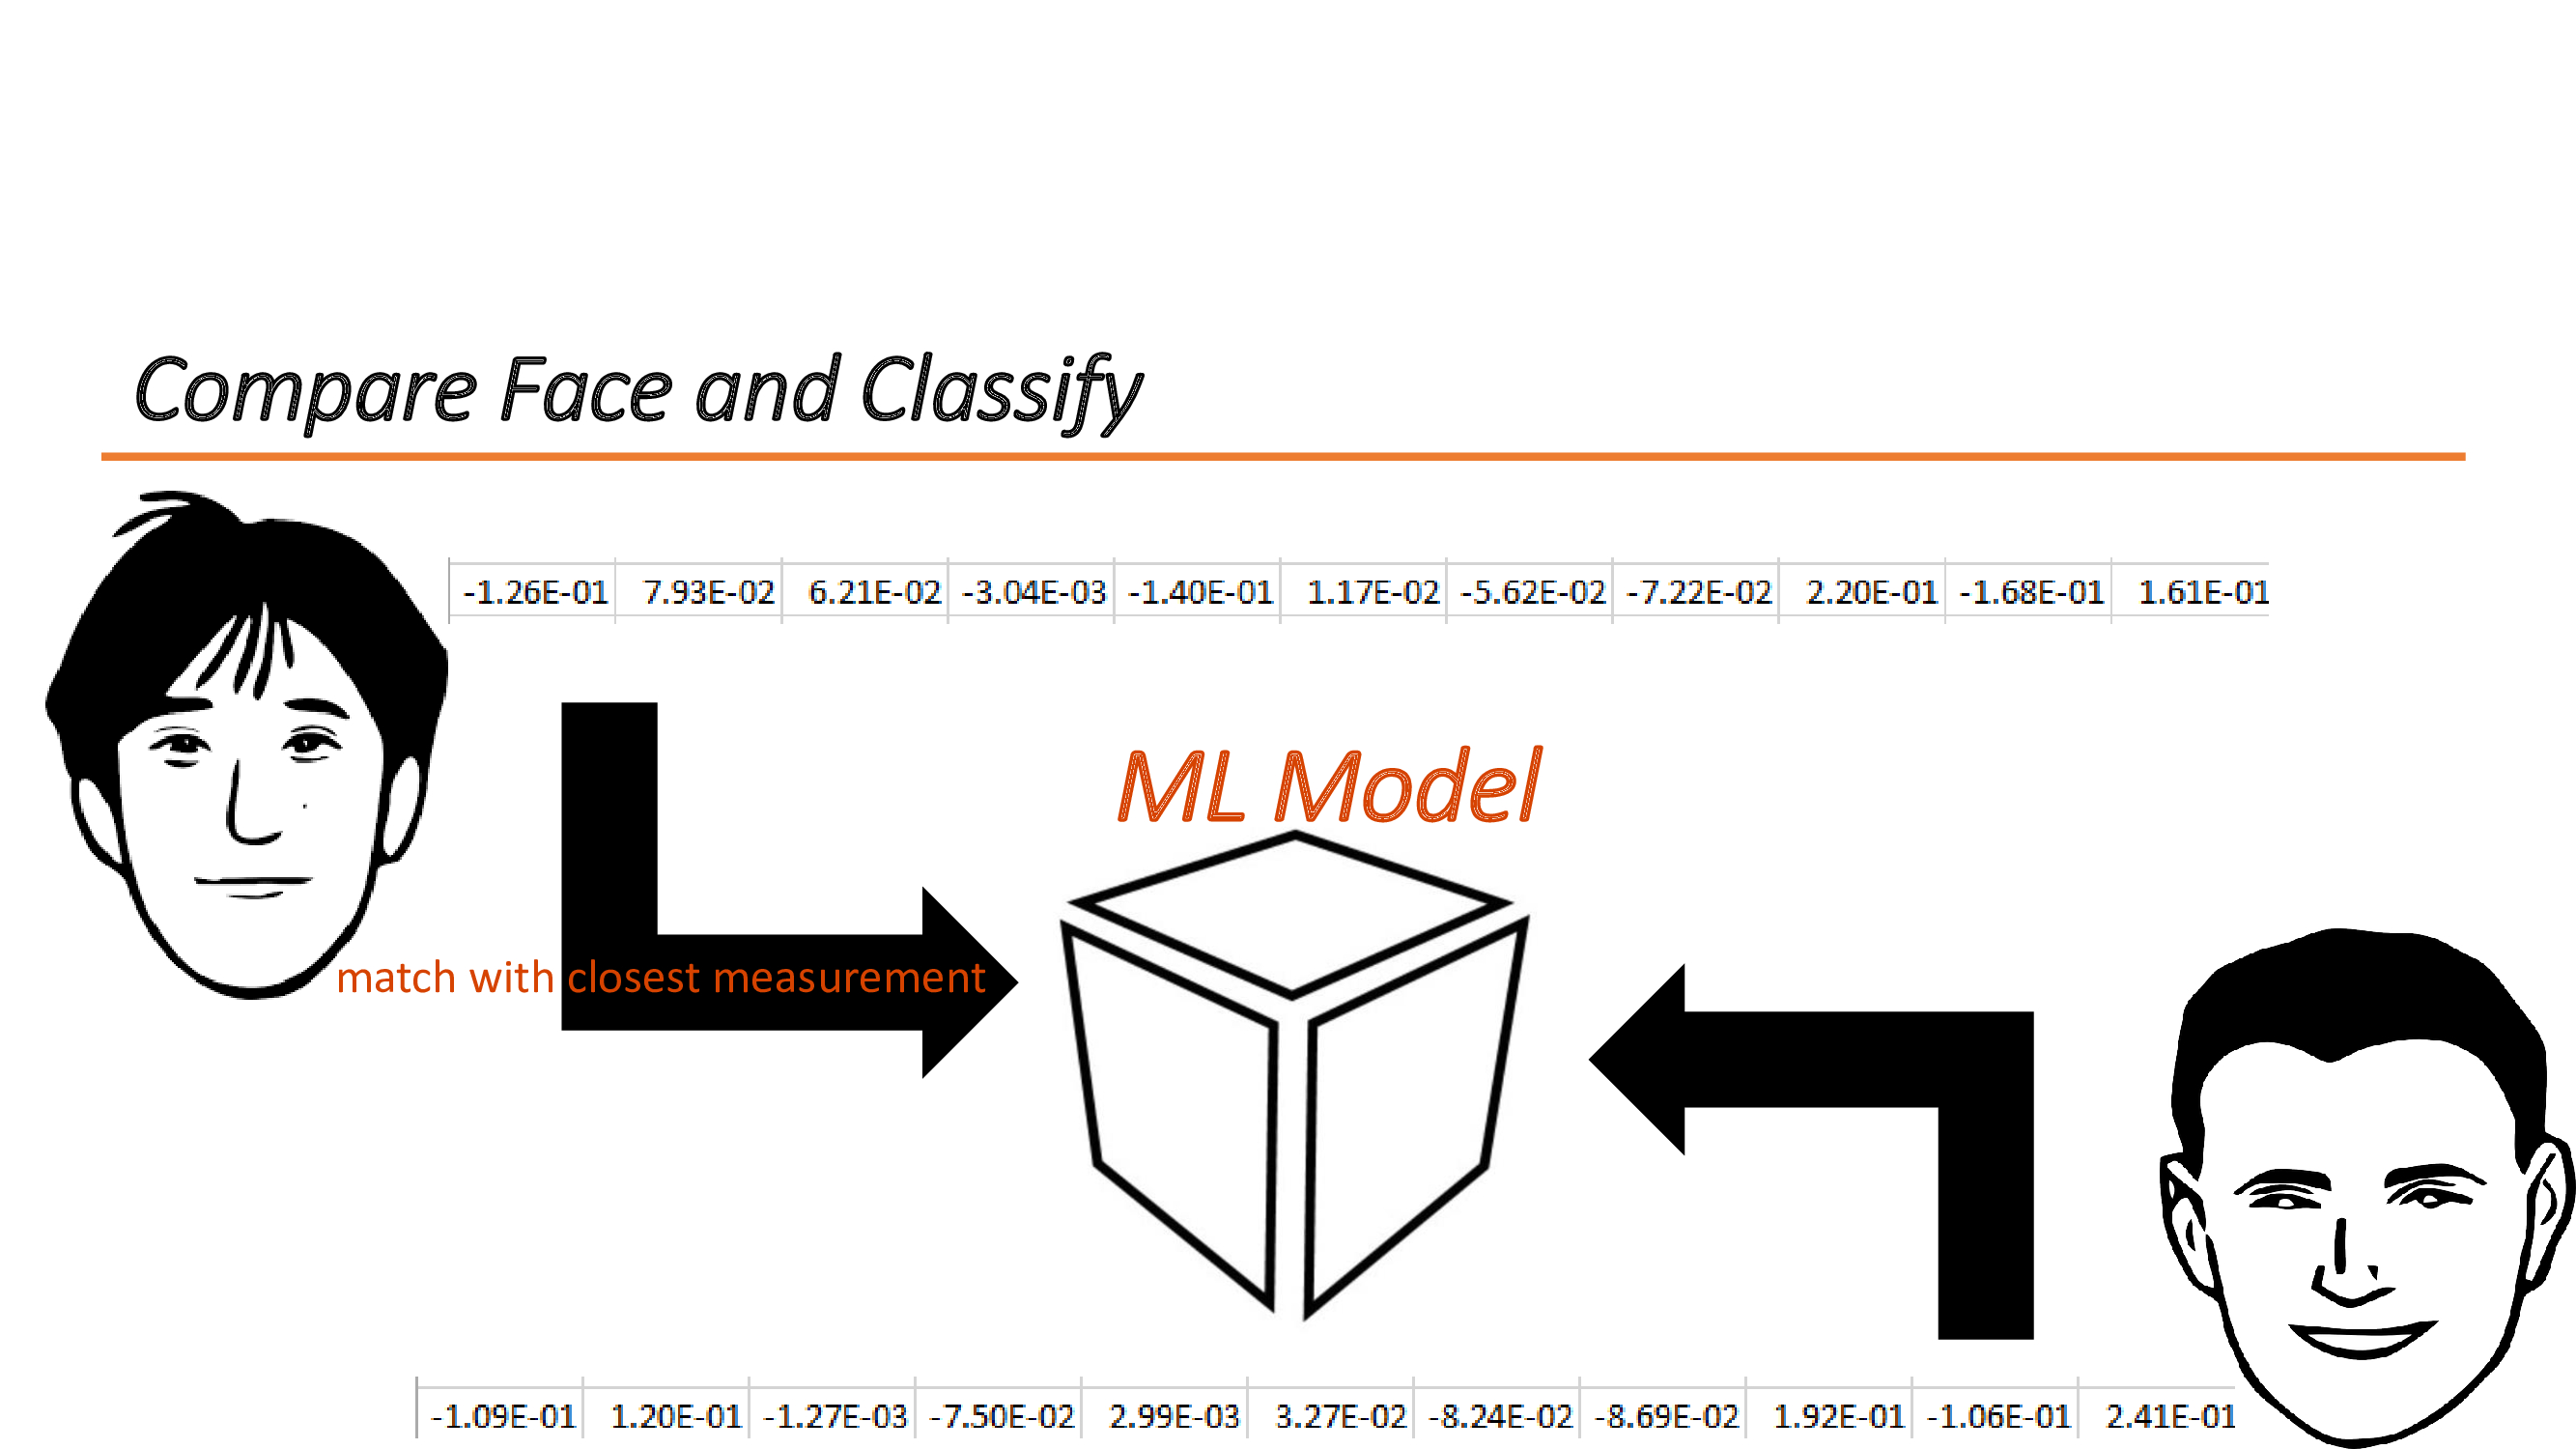 Compare Face and Classify
-1.26E-01 7.93E-02 6.21E-02 -3.04E-03 -1.40E-01 1.17E-02 -5.62E-02 -7.22E-02 2.20E-01 -1.68E-01 1.61E-01
ML Model
match with closest measurement
-1.09E-01 1.20E-01 -1.27E-03 -7.50E-02 2.99E-03 3.27E-02 -8.24E-02 -8.69E-02 1.92E-01 -1.06E-01 2.41E-01